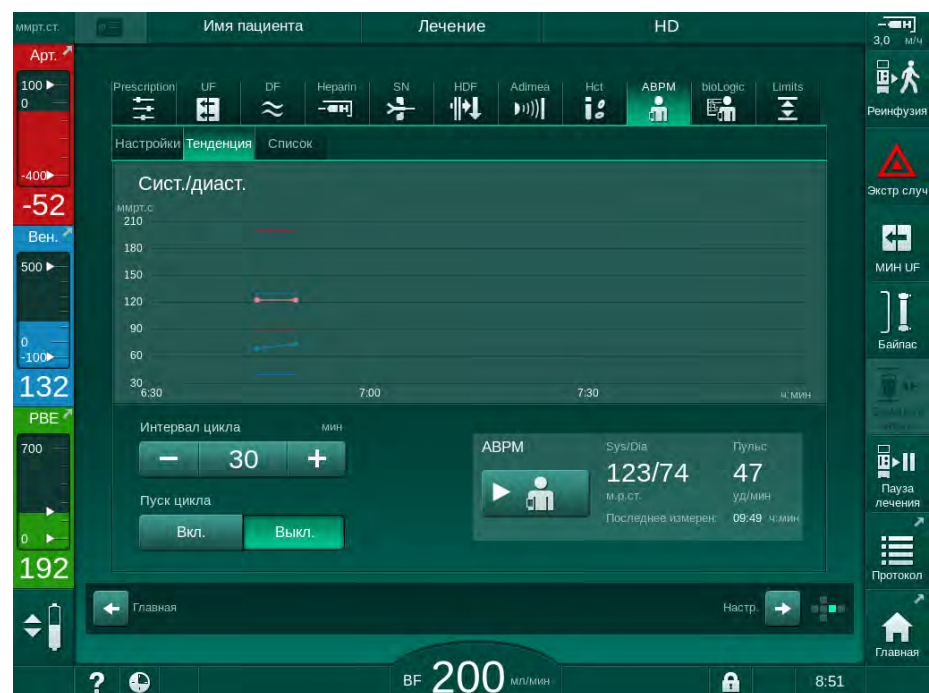 ммрт.ст.
Имя пациента
Лечение
HD
3,0 м/ч
Арт.
100
0
-400
-52
Вен.
500
0
-100
132
PBE
700
0
192
Prescription
UF
DF
Heparin
SN
HDF
Adimea
Hct
ABPM
bioLogic
Limits
Настройки
Тенденция
Список
Сист./диаст.
ммрт.с
210
180
150
120
90
60
30
6:30
7:00
7:30
ч:мин
Интервал цикла мин
30
Пуск цикла
Вкл.
Выкл.
ABPM
Sys/Dia
Пульс
123/74
47
м.р.ст.
уд/мин
Последнее измерен: 09:49 ч:мин
Главная
Настр.
BF 200 мл/мин
8:51
Реинфузия
Экстр случ
МИН UF
Байпас
Пауза
лечения
Протокол
Главная